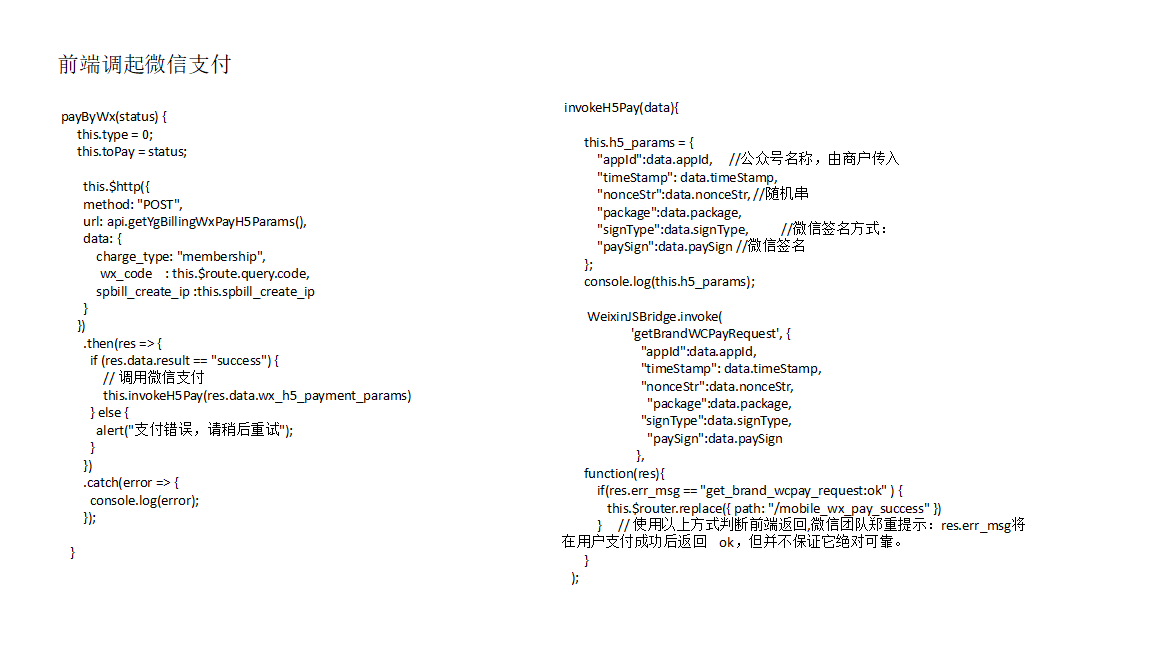 前端调起微信支付
payByWx(status) {
this.type = 0;
this.toPay = status;
this.$http({
method: "POST",
url: api.getYgBillingWxPayH5Params(),
data: {
charge_type: "membership",
wx_code : this.$route.query.code,
spbill_create_ip :this.spbill_create_ip
}
})
.then(res => {
if (res.data.result == "success") {
// 调用微信支付
this.invokeH5Pay(res.data.wx_h5_payment_params)
} else {
alert("支付错误，请稍后重试");
}
})
.catch(error => {
console.log(error);
});
}
invokeH5Pay(data){
this.h5_params = {
"appId":data.appId, //公众号名称，由商户传入
"timeStamp": data.timeStamp,
"nonceStr":data.nonceStr, //随机串
"package":data.package,
"signType":data.signType, //微信签名方式：
"paySign":data.paySign //微信签名
};
console.log(this.h5_params);
WeixinJSBridge.invoke(
'getBrandWCPayRequest', {
"appId":data.appId,
"timeStamp": data.timeStamp,
"nonceStr":data.nonceStr,
"package":data.package,
"signType":data.signType,
"paySign":data.paySign
},
function(res){
if(res.err_msg == "get_brand_wcpay_request:ok" ) {
this.$router.replace({ path: "/mobile_wx_pay_success" })
} // 使用以上方式判断前端返回,微信团队郑重提示：res.err_msg将
在用户支付成功后返回 ok，但并不保证它绝对可靠。
}
);